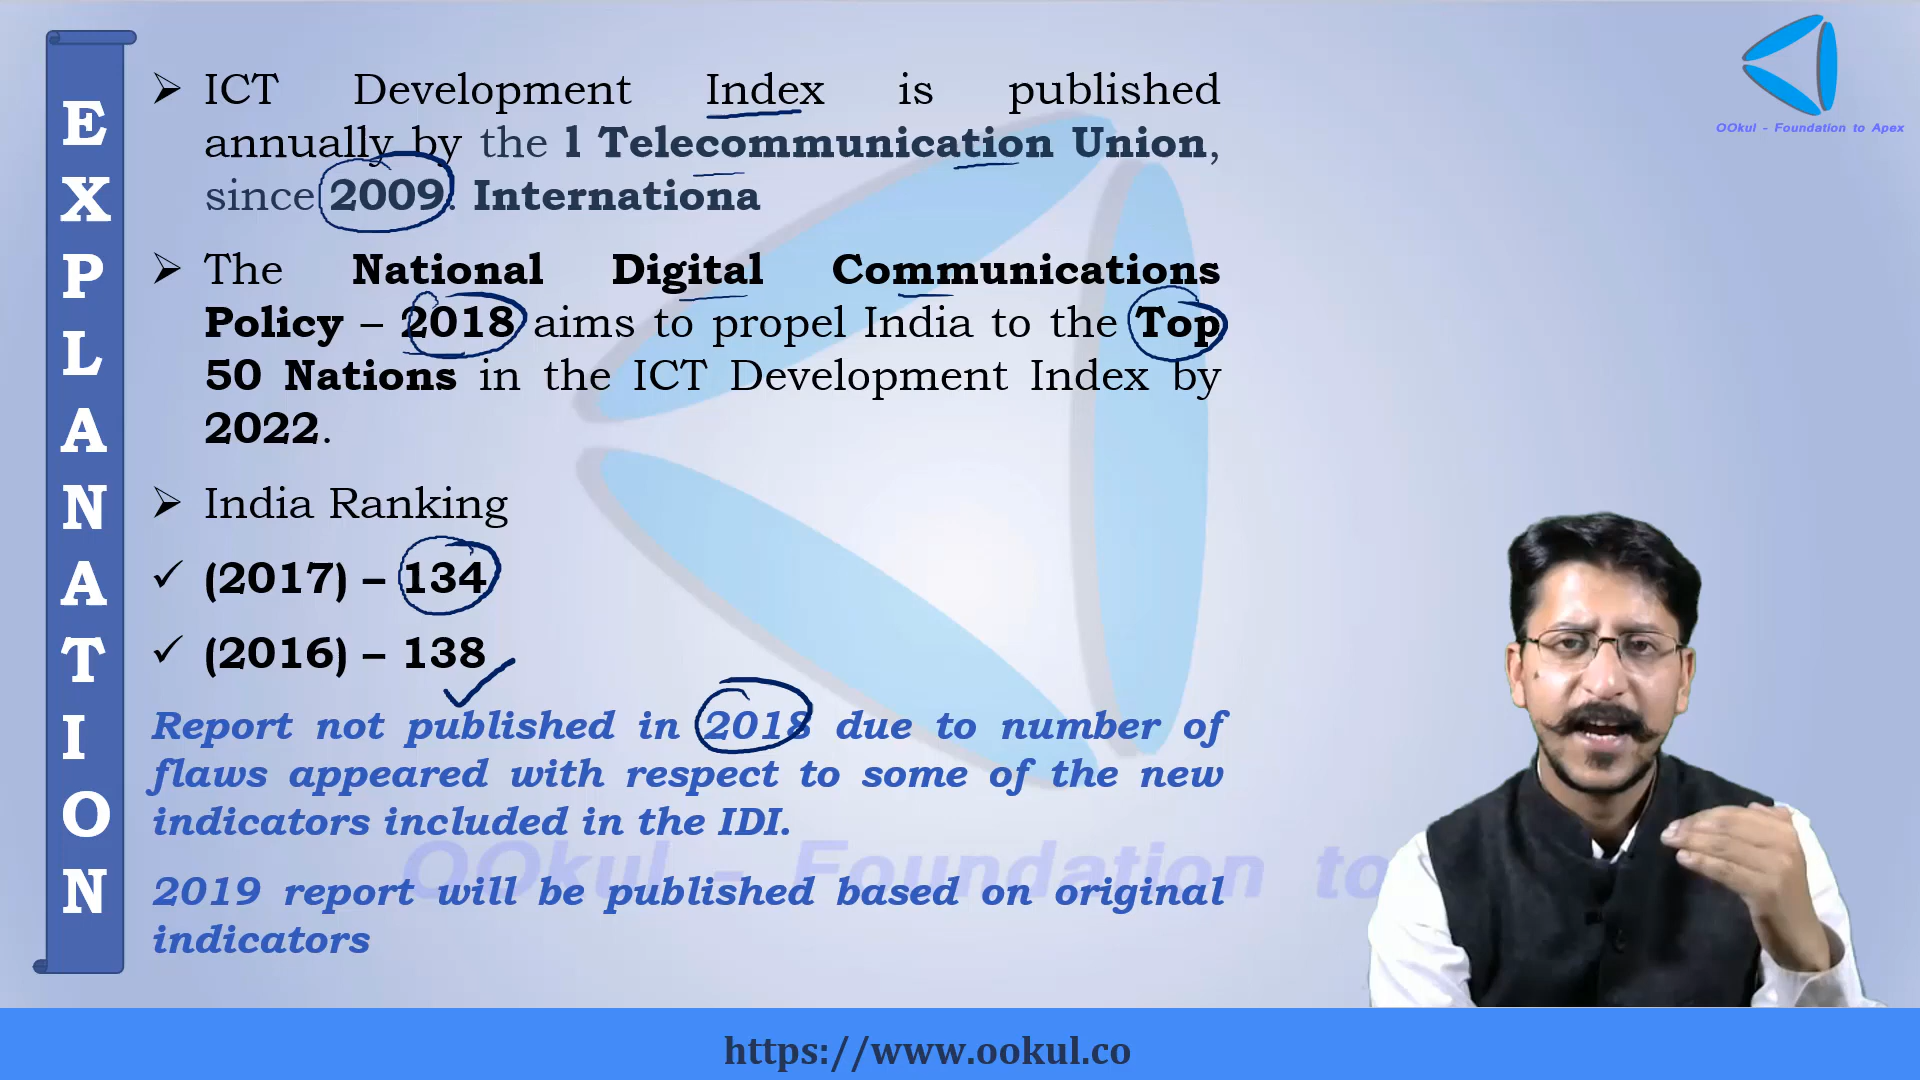 EXPLANATION
OOkul - Foundation to Apex
ICT Development Index is published
annually by the l Telecommunication Union,
since 2009. Internationa
The National Digital Communications
Policy – 2018 aims to propel India to the Top
50 Nations in the ICT Development Index by
2022.
India Ranking
(2017) – 134
(2016) – 138
Report not published in 2018 due to number of
flaws appeared with respect to some of the new
indicators included in the IDI.
OOkul - Foundation to
2019 report will be published based on original
indicators
https://www.ookul.co